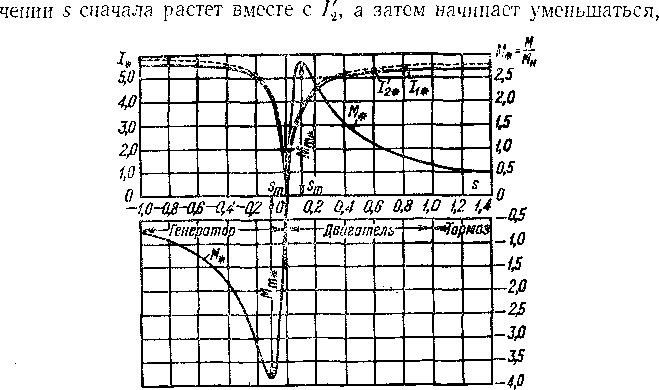 чении s сначала растет вместе с I′₂, а затем начинает уменьшаться,
I* M* = M/Mн
5,0 2,5
4,0 I′2* I1* 2,0
3,0 M* 1,5
2,0 Mm* 1,0
1,0 sm sm 0,5
0 s 0
-1,0 -0,8 -0,6 -0,4 -0,2 0 0,2 0,4 0,6 0,8 1,0 1,2 1,4
-0,5
Генератор Двигатель Тормоз
-1,0
M* Mm* -1,5
-2,0
-2,5
-3,0
-3,5
-4,0